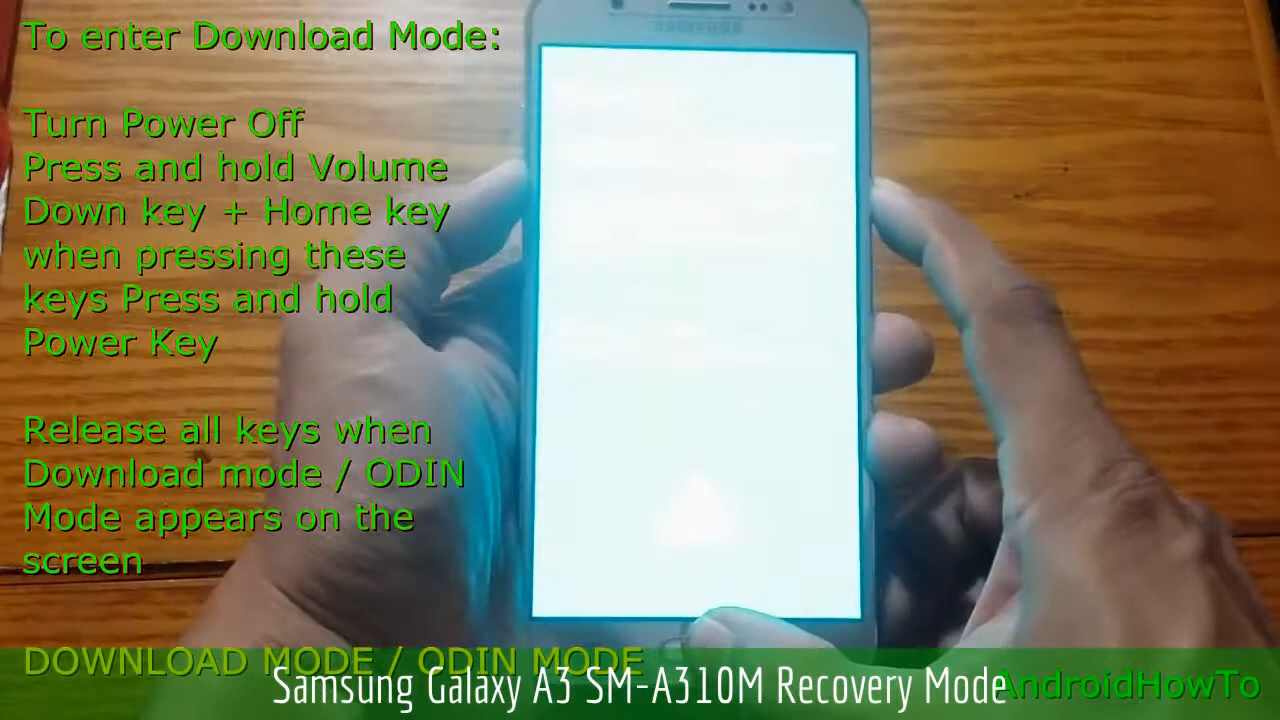 SAMSUNG
To enter Download Mode:
Turn Power Off
Press and hold Volume
Down key + Home key
when pressing these
keys Press and hold
Power Key
Release all keys when
Download mode / ODIN
Mode appears on the
screen
DOWNLOAD MODE / ODIN MODE
Samsung Galaxy A3 SM-A310M Recovery Mode
AndroidHowTo